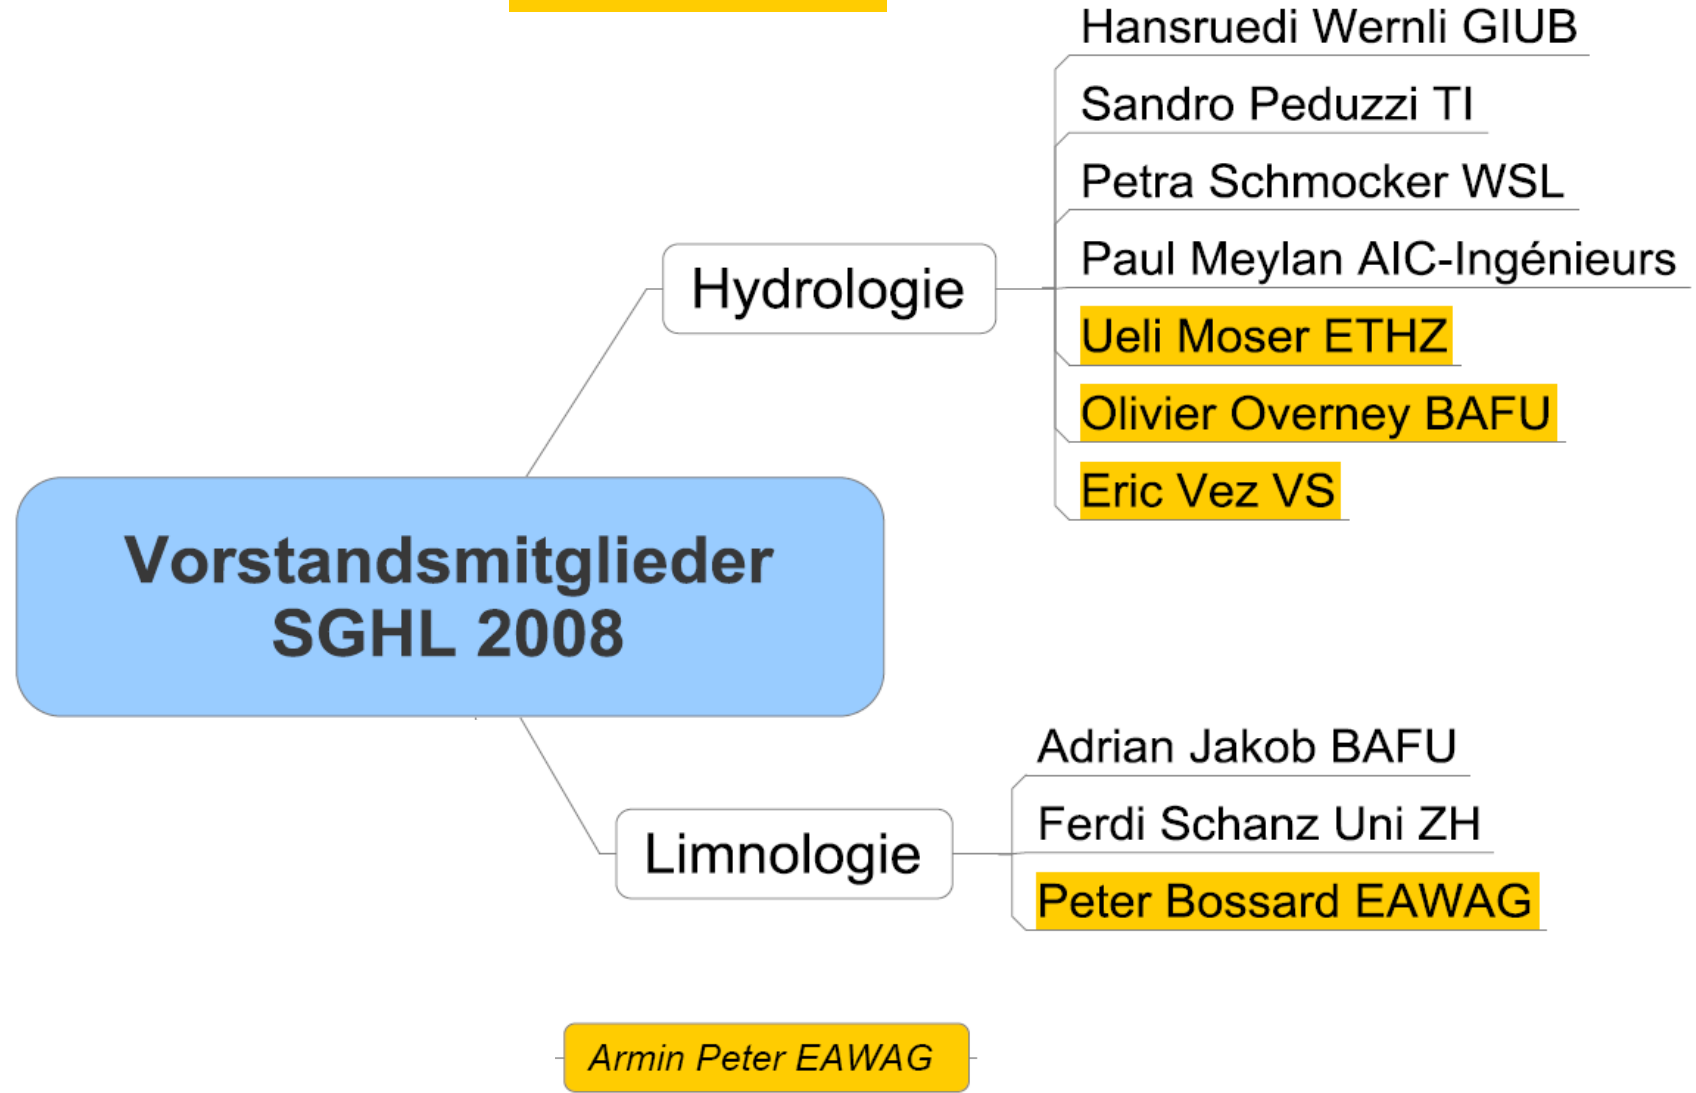 Hansruedi Wernli GIUB
Sandro Peduzzi TI
Petra Schmocker WSL
Paul Meylan AIC-Ingénieurs
Hydrologie
Ueli Moser ETHZ
Olivier Overney BAFU
Eric Vez VS
Vorstandsmitglieder
SGHL 2008
Adrian Jakob BAFU
Ferdi Schanz Uni ZH
Limnologie
Peter Bossard EAWAG
Armin Peter EAWAG